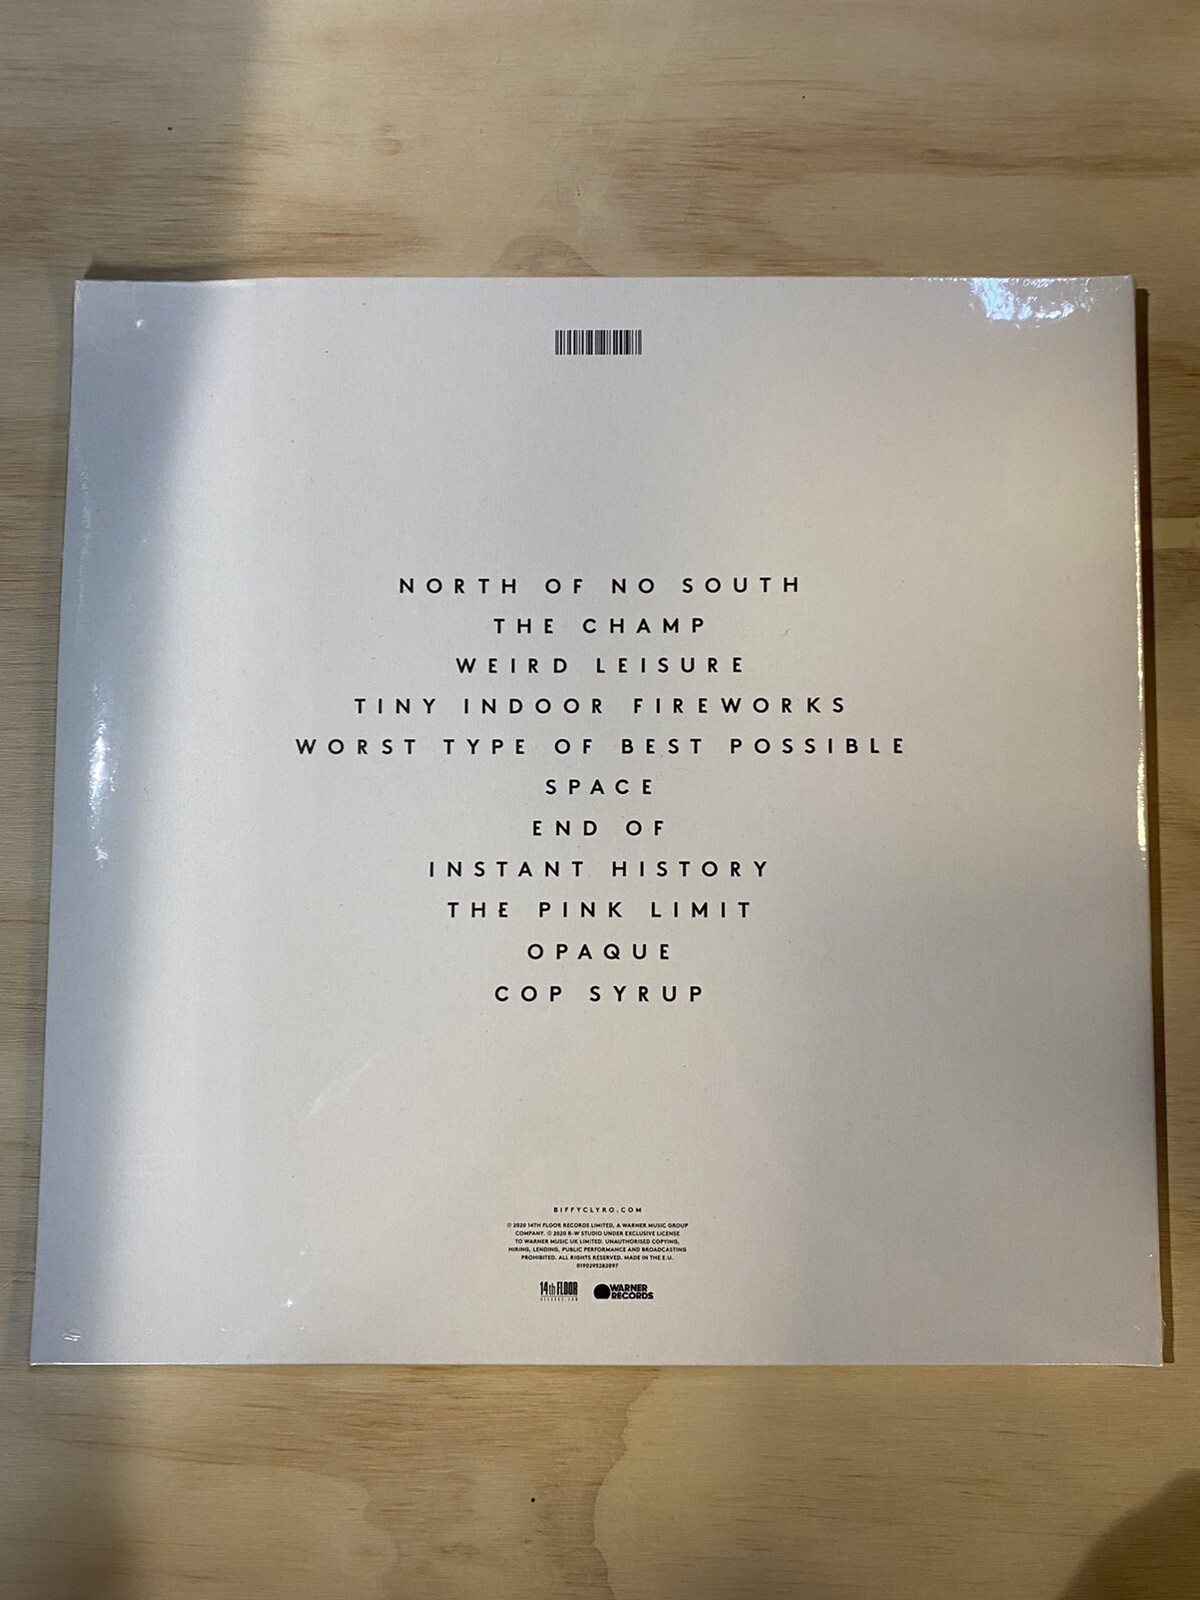 NORTH OF NO SOUTH
THE CHAMP
WEIRD LEISURE
TINY INDOOR FIREWORKS
WORST TYPE OF BEST POSSIBLE
SPACE
END OF
INSTANT HISTORY
THE PINK LIMIT
OPAQUE
COP SYRUP
BIFFYCLYRO.COM
© 2020 14TH FLOOR RECORDS LIMITED, A WARNER MUSIC GROUP
COMPANY. © 2020 R-W STUDIO UNDER EXCLUSIVE LICENSE
TO WARNER MUSIC UK LIMITED. UNAUTHORISED COPYING,
HIRING, LENDING, PUBLIC PERFORMANCE AND BROADCASTING
PROHIBITED. ALL RIGHTS RESERVED. MADE IN THE E.U.
0190295282097
14th FLOOR
WARNER
RECORDS